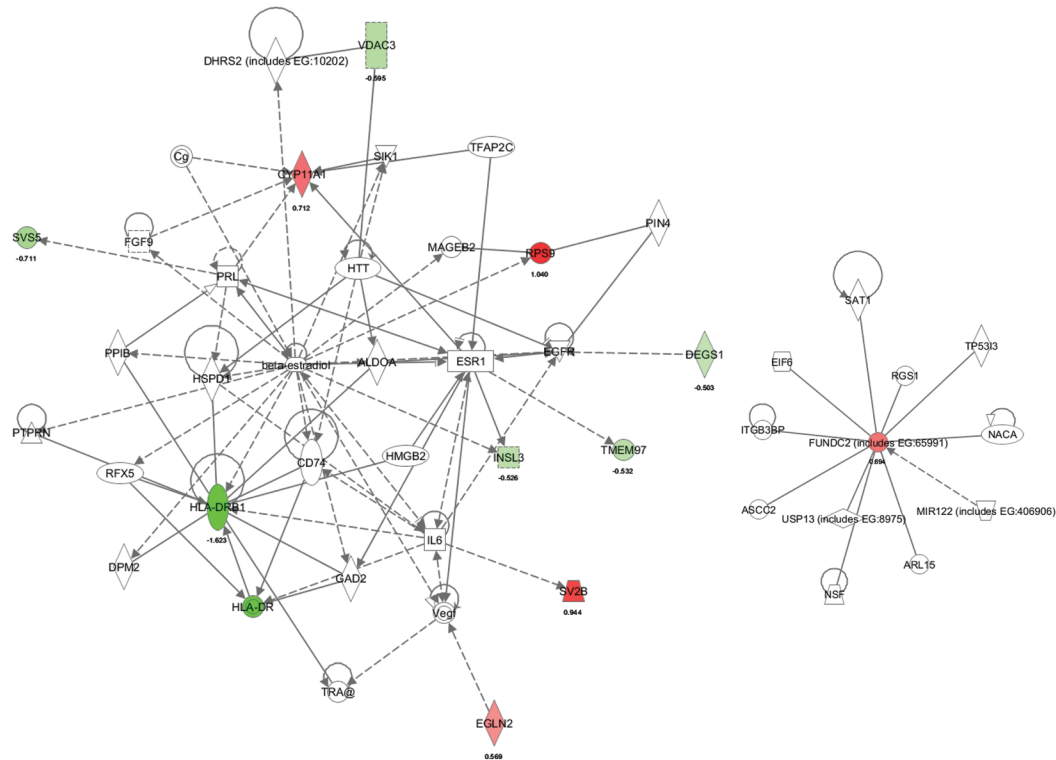 VDAC3
DHRS2 (includes EG:10202)
-0.595
Cg
SIK1
TFAP2C
CYP11A1
0.712
PIN4
SVS5
-0.711
FGF9
MAGEB2
RPS9
1.040
PRL
HTT
SAT1
PPIB
beta-estradiol
ALDOA
ESR1
EGFR
DEGS1
-0.503
HSPD1
EIF6
RGS1
TP53I3
PTPRN
ITGB3BP
FUNDC2 (includes EG:65991)
NACA
RFX5
CD74
HMGB2
INSL3
-0.526
TMEM97
-0.532
0.694
HLA-DRB1
-1.623
ASCC2
USP13 (includes EG:8975)
MIR122 (includes EG:406906)
IL6
DPM2
GAD2
ARL15
SV2B
0.944
NSF
HLA-DR
Vegf
TRA@
EGLN2
0.569